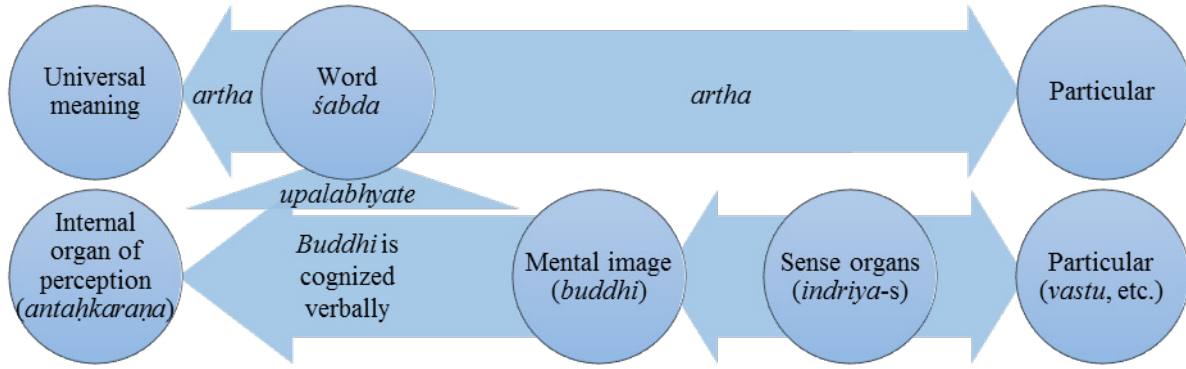 Universal
meaning
artha
Word
śabda
artha
Particular
upalabhyate
Internal
organ of
perception
(antaḥkaraṇa)
Buddhi is
cognized
verbally
Mental image
(buddhi)
Sense organs
(indriya-s)
Particular
(vastu, etc.)